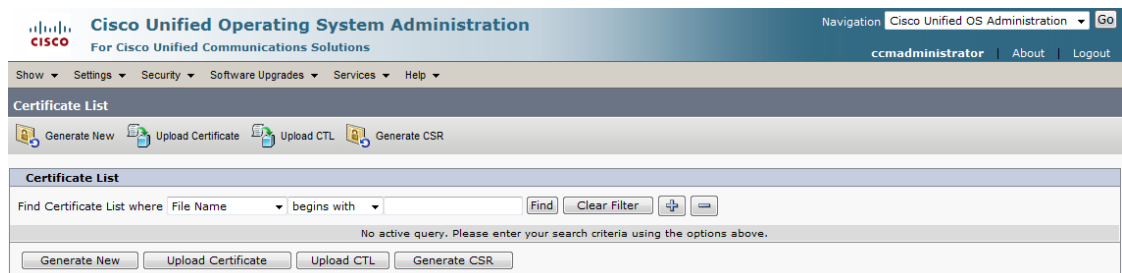 Cisco Unified Operating System Administration
Navigation Cisco Unified OS Administration Go
CISCO
For Cisco Unified Communications Solutions
ccmadministrator | About | Logout
Show Settings Security Software Upgrades Services Help
Certificate List
Generate New Upload Certificate Upload CTL Generate CSR
Certificate List
Find Certificate List where File Name begins with Find Clear Filter
No active query. Please enter your search criteria using the options above.
Generate New Upload Certificate Upload CTL Generate CSR